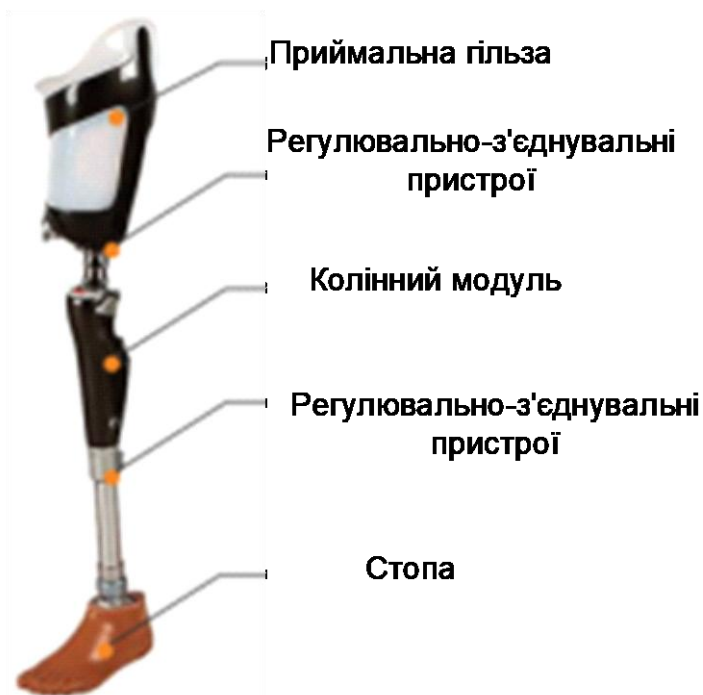 Приймальна гільза
Регулювально-з'єднувальні
пристрої
Колінний модуль
Регулювально-з'єднувальні
пристрої
Стопа